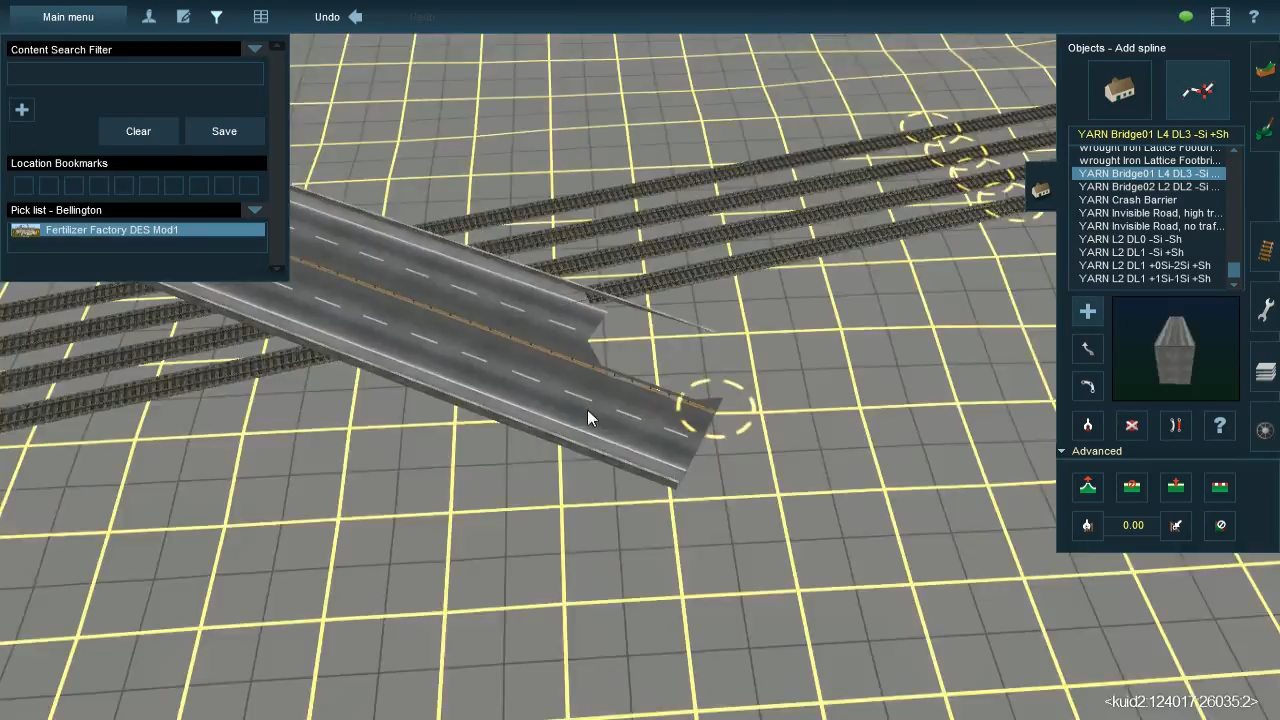 Main menu
Undo
Redo
Content Search Filter
Clear
Save
Location Bookmarks
Pick list - Bellington
Fertilizer Factory DES Mod1
Objects - Add spline
YARN Bridge01 L4 DL3 -Si +Sh
wrought Iron Lattice Footbri...
wrought Iron Lattice Footbri...
YARN Bridge01 L4 DL3 -Si ...
YARN Bridge02 L2 DL2 -Si ...
YARN Crash Barrier
YARN Invisible Road, high tr...
YARN Invisible Road, no traf...
YARN L2 DL0 -Si -Sh
YARN L2 DL1 -Si +Sh
YARN L2 DL1 +0Si-2Si +Sh
YARN L2 DL1 +1Si-1Si +Sh
Advanced
0.00
<kuid2:124017:26035:2>